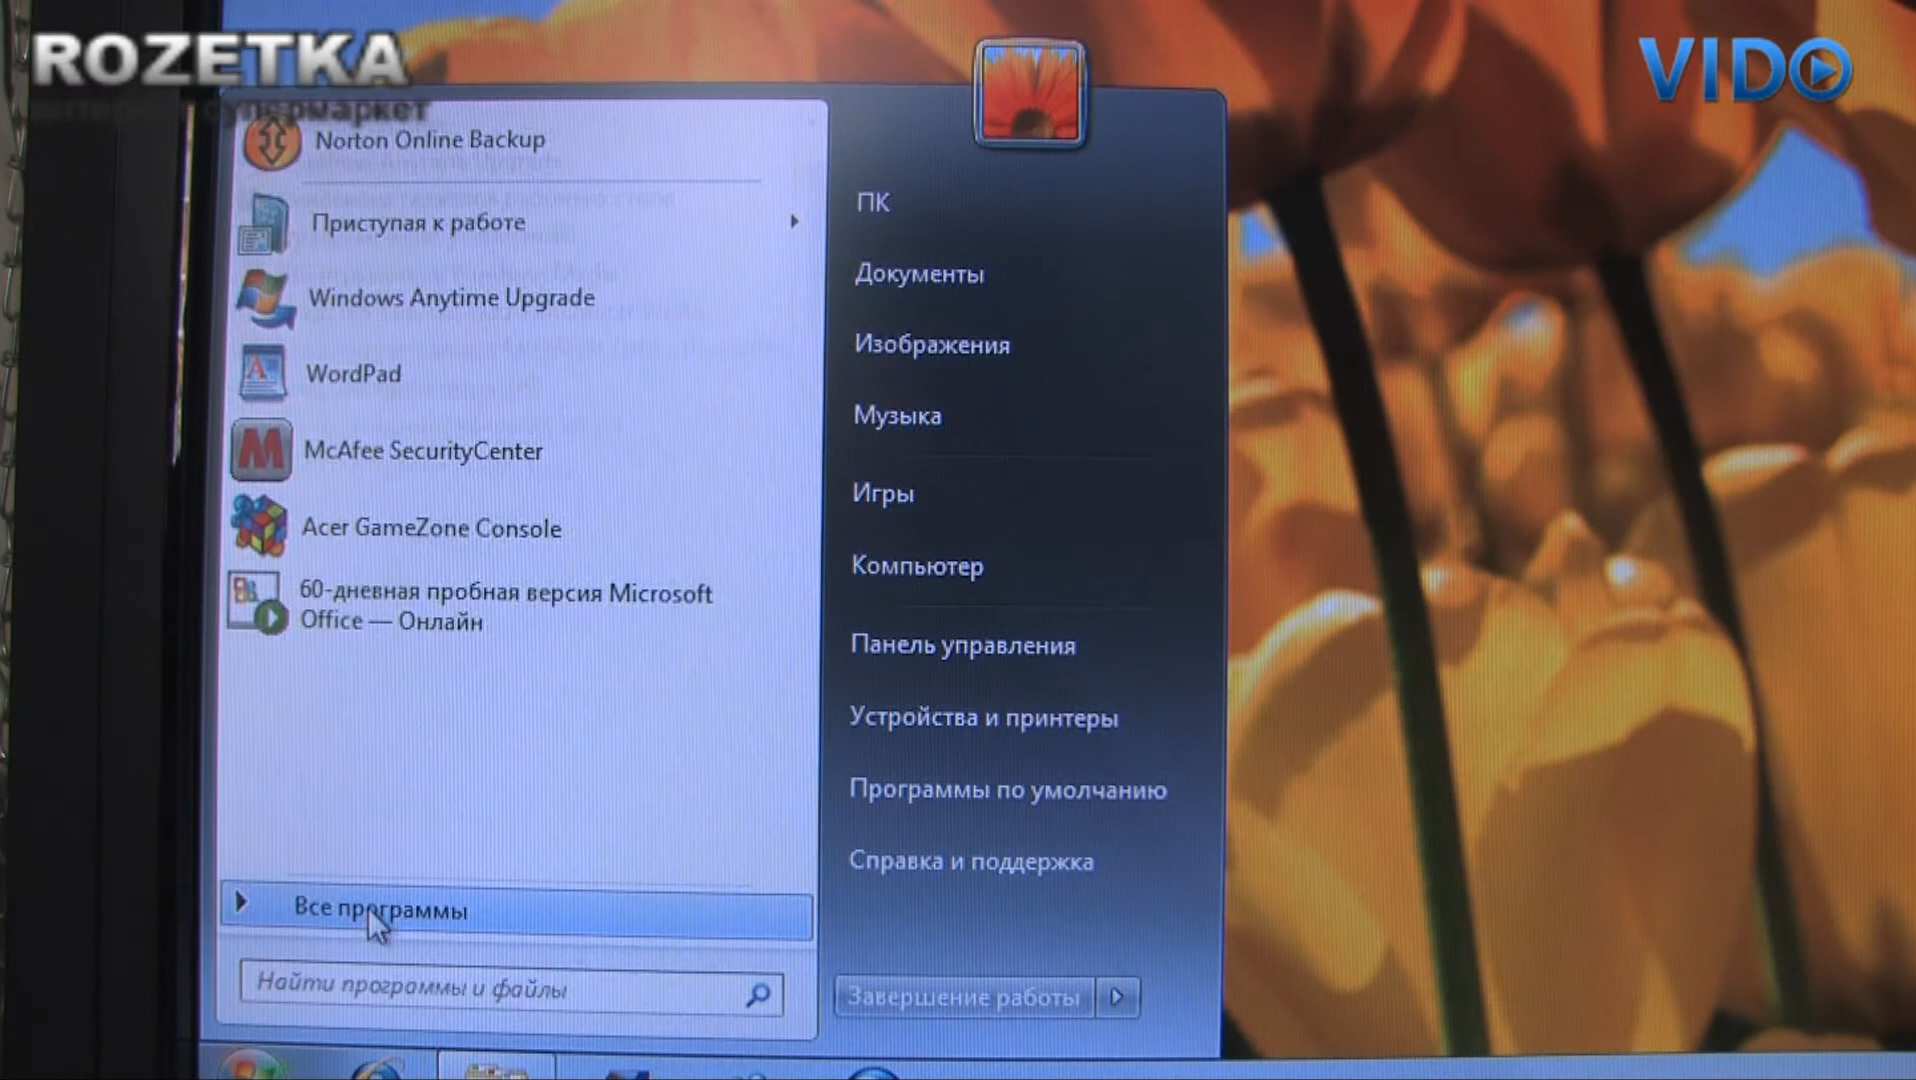 ROZETKA
интернет супермаркет
VIDO
Norton Online Backup
Приступая к работе
Windows Anytime Upgrade
WordPad
McAfee SecurityCenter
Acer GameZone Console
60-дневная пробная версия Microsoft
Office — Онлайн
Все программы
Найти программы и файлы
ПК
Документы
Изображения
Музыка
Игры
Компьютер
Панель управления
Устройства и принтеры
Программы по умолчанию
Справка и поддержка
Завершение работы